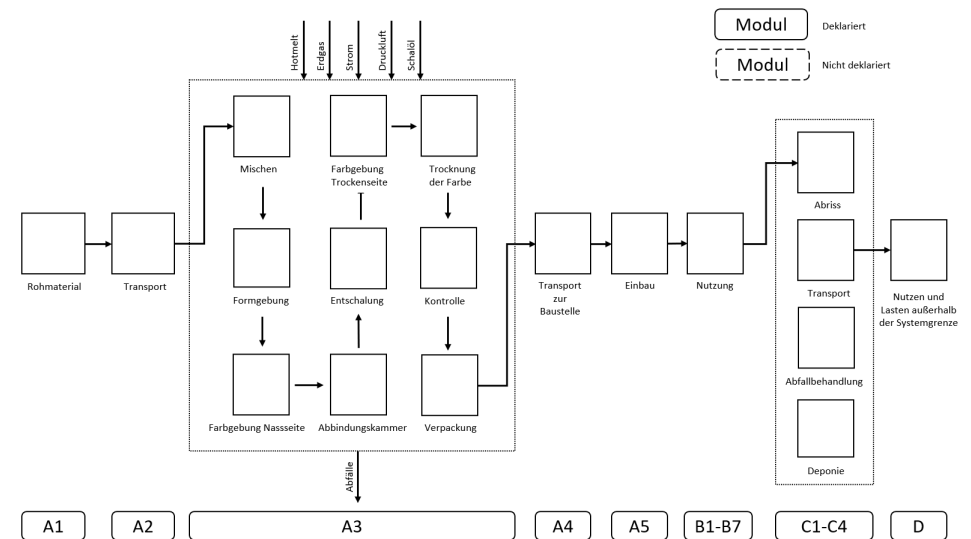 Modul
Deklariert
Modul
Nicht deklariert
Hotmelt
Erdgas
Strom
Druckluft
Schalöl
Mischen
Farbgebung
Trockenseite
Trocknung
der Farbe
Abriss
Rohmaterial
Transport
Formgebung
Entschalung
Kontrolle
Transport
zur
Baustelle
Einbau
Nutzung
Transport
Nutzen und
Lasten außerhalb
der Systemgrenze
Abfallbehandlung
Farbgebung Nassseite
Abbindungskammer
Verpackung
Deponie
Abfälle
A1
A2
A3
A4
A5
B1-B7
C1-C4
D